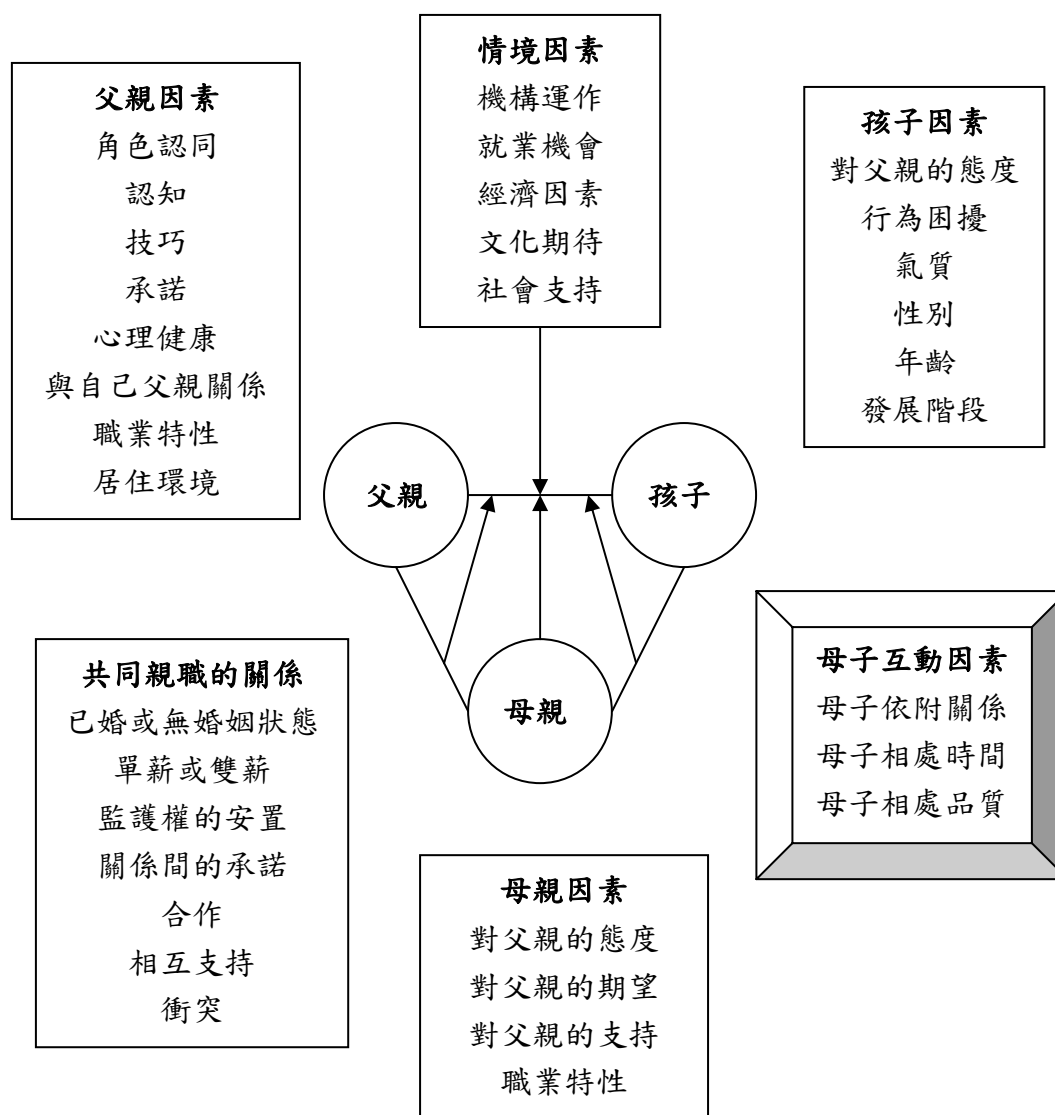 父親因素
角色認同
認知
技巧
承諾
心理健康
與自己父親關係
職業特性
居住環境
情境因素
機構運作
就業機會
經濟因素
文化期待
社會支持
孩子因素
對父親的態度
行為困擾
氣質
性別
年齡
發展階段
父親
孩子
母親
共同親職的關係
已婚或無婚姻狀態
單薪或雙薪
監護權的安置
關係間的承諾
合作
相互支持
衝突
母親因素
對父親的態度
對父親的期望
對父親的支持
職業特性
母子互動因素
母子依附關係
母子相處時間
母子相處品質